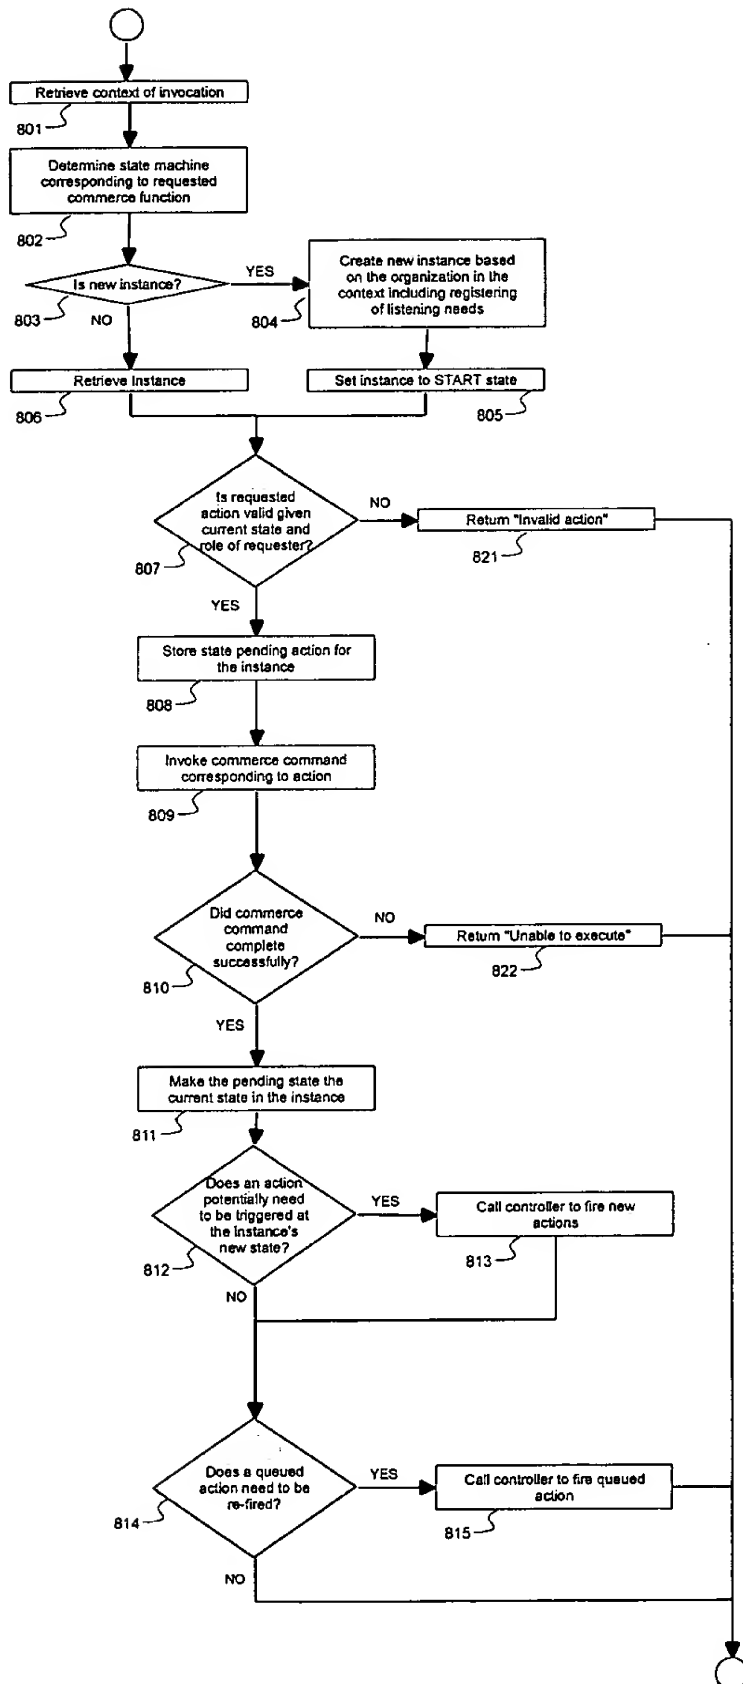 Retrieve context of invocation
801
Determine state machine
corresponding to requested
commerce function
802
Is new instance?
803
YES
NO
Create new instance based
on the organization in the
context including registering
of listening needs
804
Retrieve Instance
806
Set instance to START state
805
Is requested
action valid given
current state and
role of requester?
807
NO
YES
Return "Invalid action"
821
Store state pending action for
the instance
808
Invoke commerce command
corresponding to action
809
Did commerce
command
complete
successfully?
810
NO
YES
Return "Unable to execute"
822
Make the pending state the
current state in the instance
811
Does an action
potentially need
to be triggered at
the instance's
new state?
812
YES
NO
Call controller to fire new
actions
813
Does a queued
action need to be
re-fired?
814
YES
NO
Call controller to fire queued
action
815